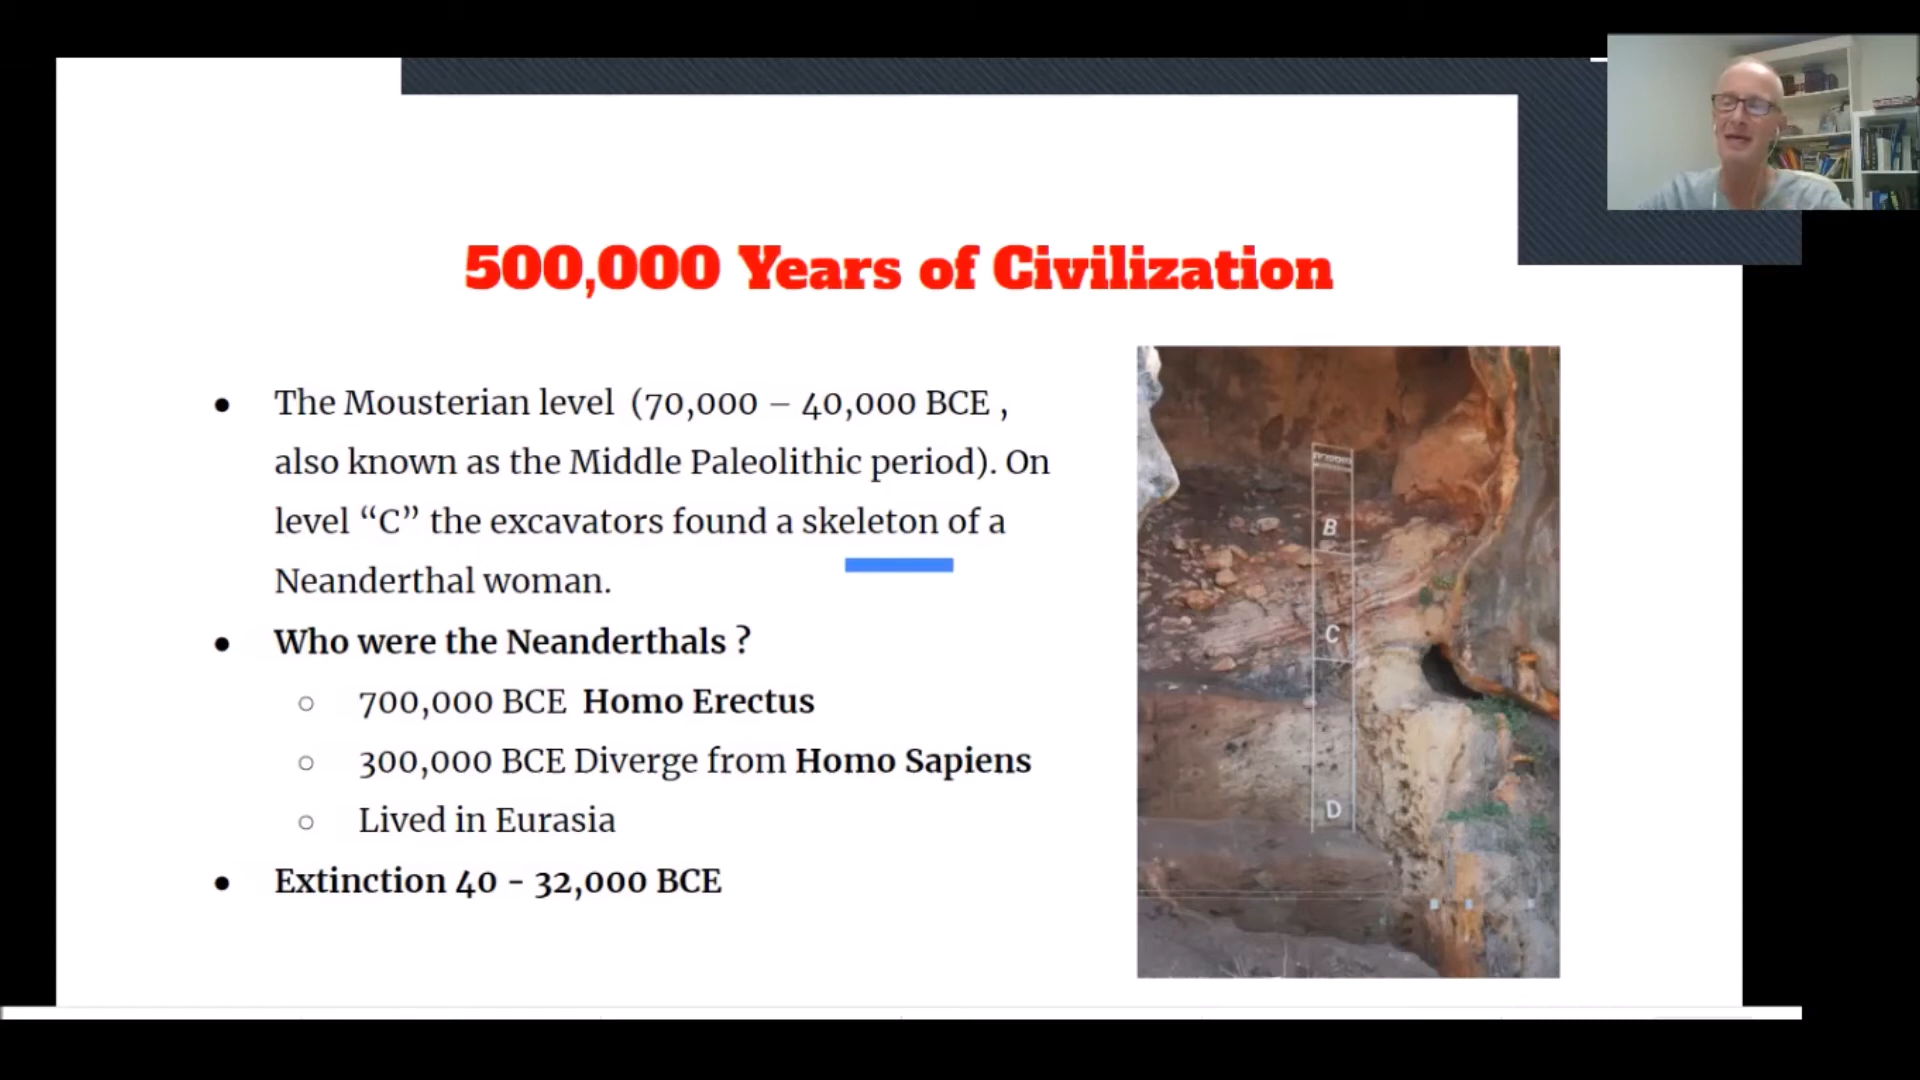 500,000 Years of Civilization
● The Mousterian level (70,000 – 40,000 BCE ,
also known as the Middle Paleolithic period). On
level “C” the excavators found a skeleton of a
Neanderthal woman.
● Who were the Neanderthals ?
○ 700,000 BCE Homo Erectus
○ 300,000 BCE Diverge from Homo Sapiens
○ Lived in Eurasia
● Extinction 40 - 32,000 BCE
B
C
D